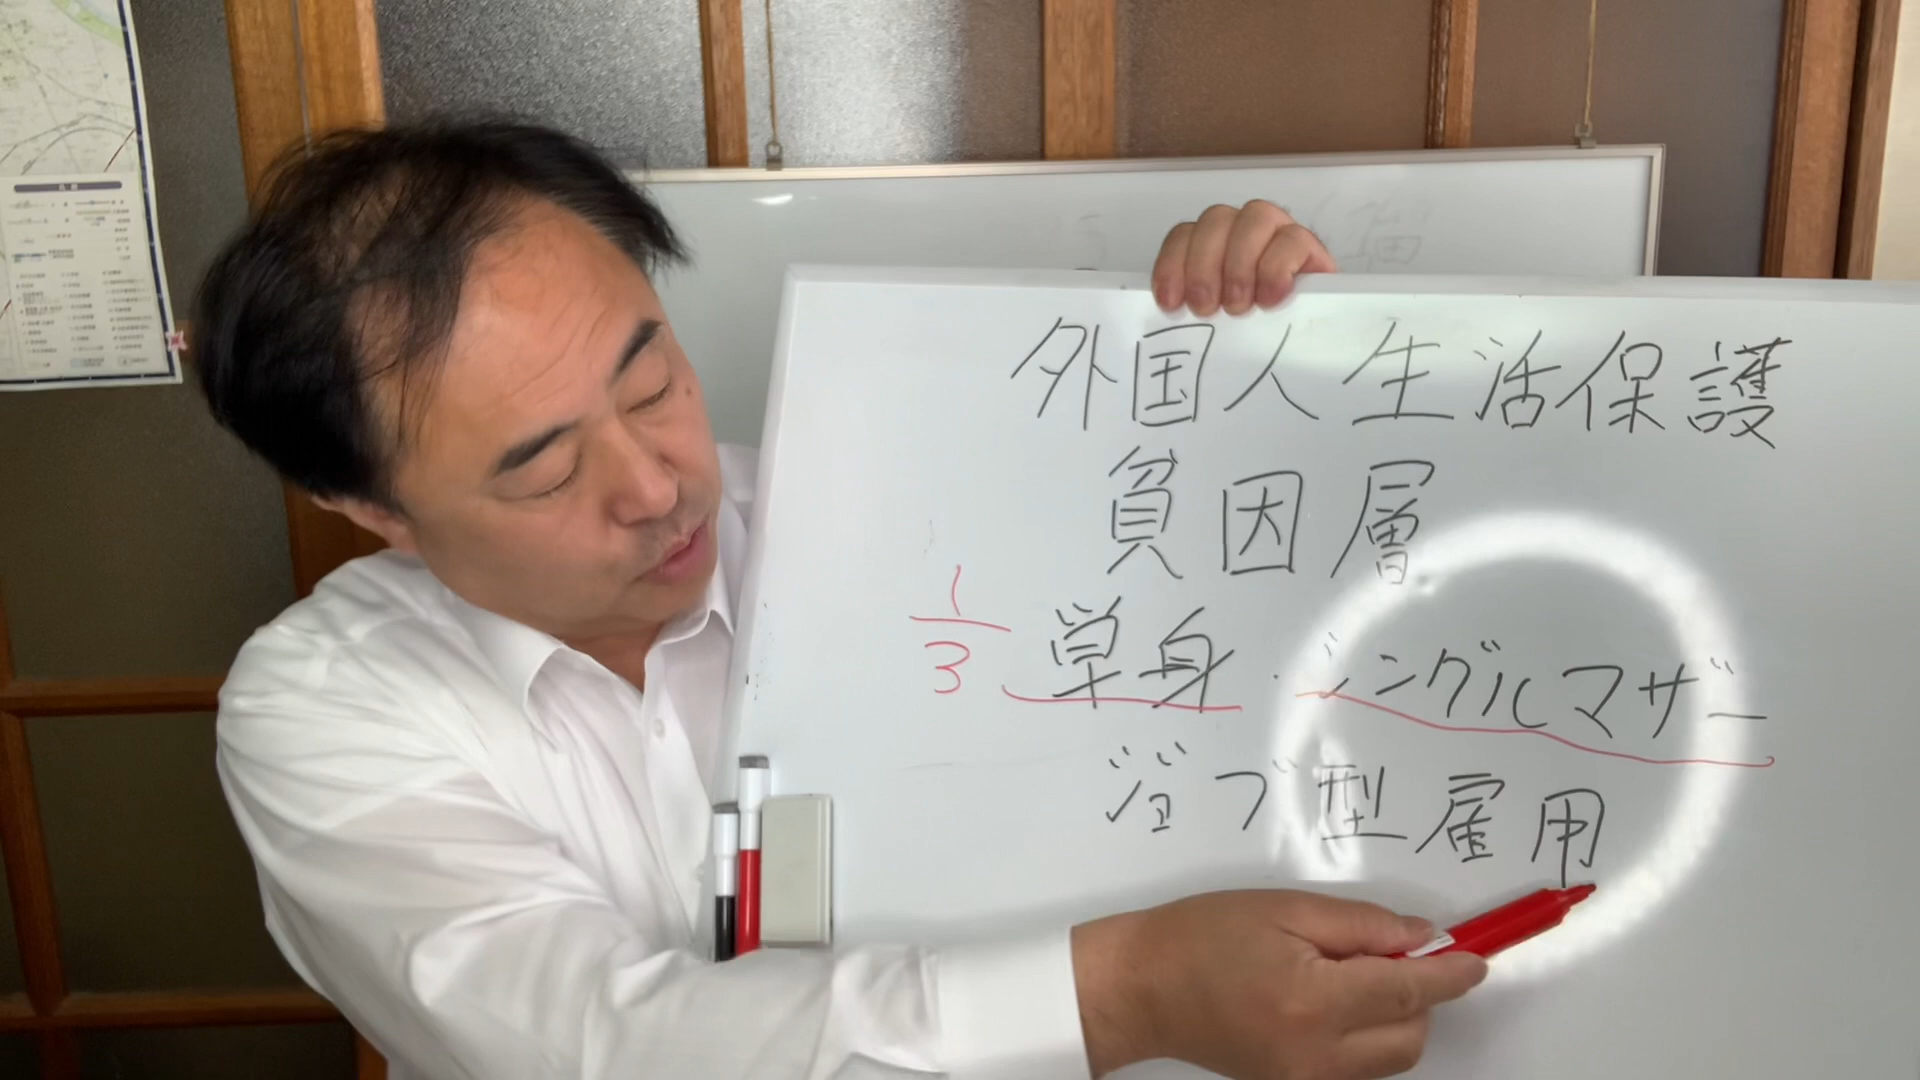 外国人生活保護
貧因層
1/3 単身・シングルマザー
ジョブ型雇用